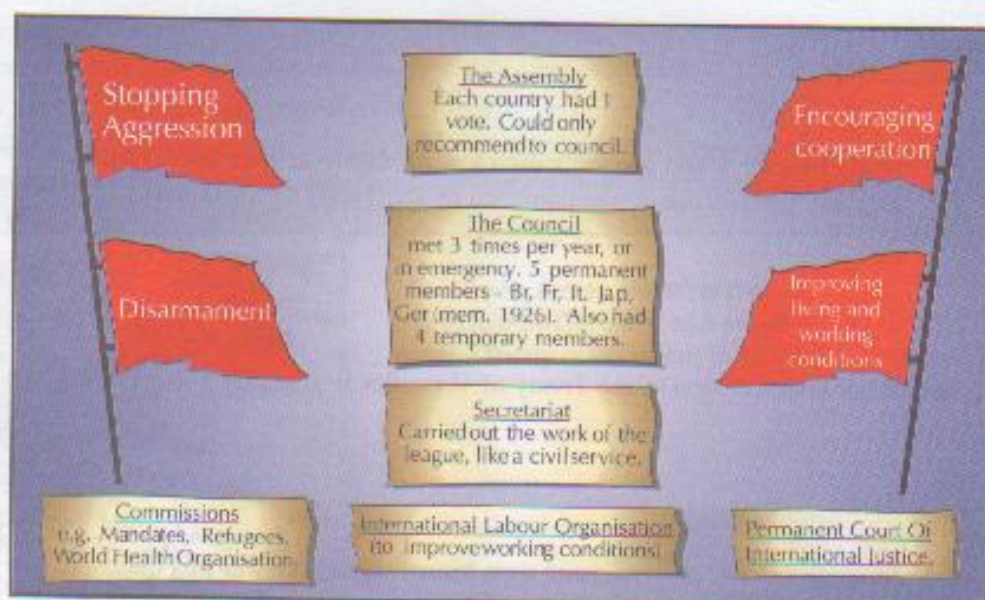 Stopping
Aggression
The Assembly
Each country had 1
vote. Could only
recommend to council.
Encouraging
cooperation
The Council
met 3 times per year, or
in emergency. 5 permanent
members - Br, Fr, It, Jap,
Ger (mem. 1926). Also had
4 temporary members.
Disarmament
Improving
living and
working
conditions
Secretariat
Carried out the work of the
league, like a civil service.
Commissions
e.g. Mandates, Refugees,
World Health Organisation.
International Labour Organisation
(to improve working conditions)
Permanent Court Of
International Justice.